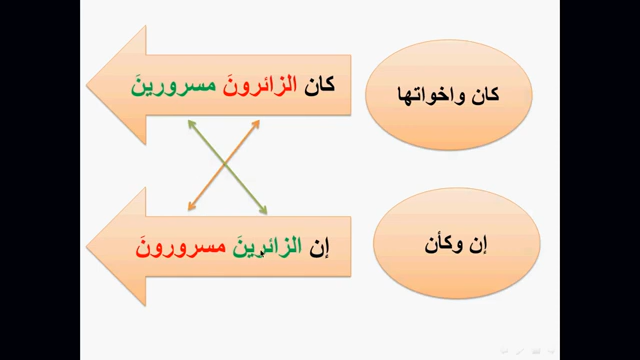 كان واخواتها
كان الزائرونَ مسرورينَ
إن وكأن
إن الزائرينَ مسرورونَ